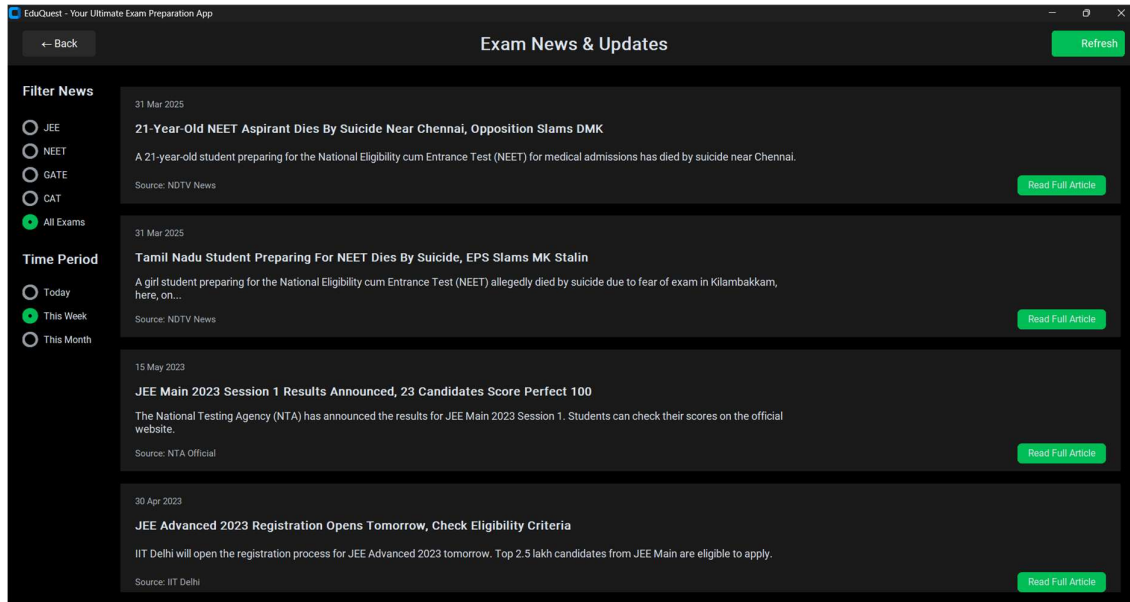 EduQuest - Your Ultimate Exam Preparation App
← Back
Exam News & Updates
Refresh
Filter News
JEE
NEET
GATE
CAT
All Exams
Time Period
Today
This Week
This Month
31 Mar 2025
21-Year-Old NEET Aspirant Dies By Suicide Near Chennai, Opposition Slams DMK
A 21-year-old student preparing for the National Eligibility cum Entrance Test (NEET) for medical admissions has died by suicide near Chennai.
Source: NDTV News
Read Full Article
31 Mar 2025
Tamil Nadu Student Preparing For NEET Dies By Suicide, EPS Slams MK Stalin
A girl student preparing for the National Eligibility cum Entrance Test (NEET) allegedly died by suicide due to fear of exam in Kilambakkam,
here, on...
Source: NDTV News
Read Full Article
15 May 2023
JEE Main 2023 Session 1 Results Announced, 23 Candidates Score Perfect 100
The National Testing Agency (NTA) has announced the results for JEE Main 2023 Session 1. Students can check their scores on the official
website.
Source: NTA Official
Read Full Article
30 Apr 2023
JEE Advanced 2023 Registration Opens Tomorrow, Check Eligibility Criteria
IIT Delhi will open the registration process for JEE Advanced 2023 tomorrow. Top 2.5 lakh candidates from JEE Main are eligible to apply.
Source: IIT Delhi
Read Full Article